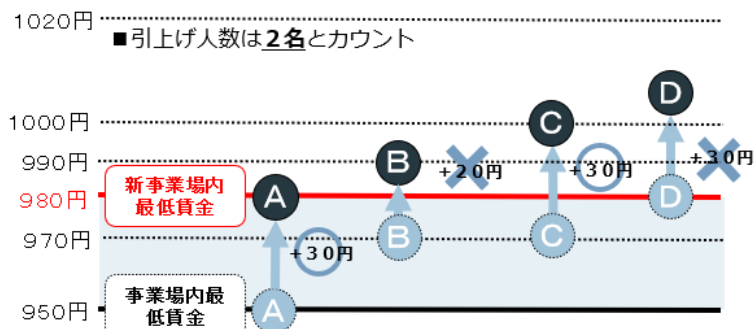 1020円
■引上げ人数は２名とカウント
D
1000円
C
990円
B
+20円
+30円
+30円
新事業場内
最低賃金
980円
A
D
970円
B
C
+30円
950円
事業場内最
低賃金
A